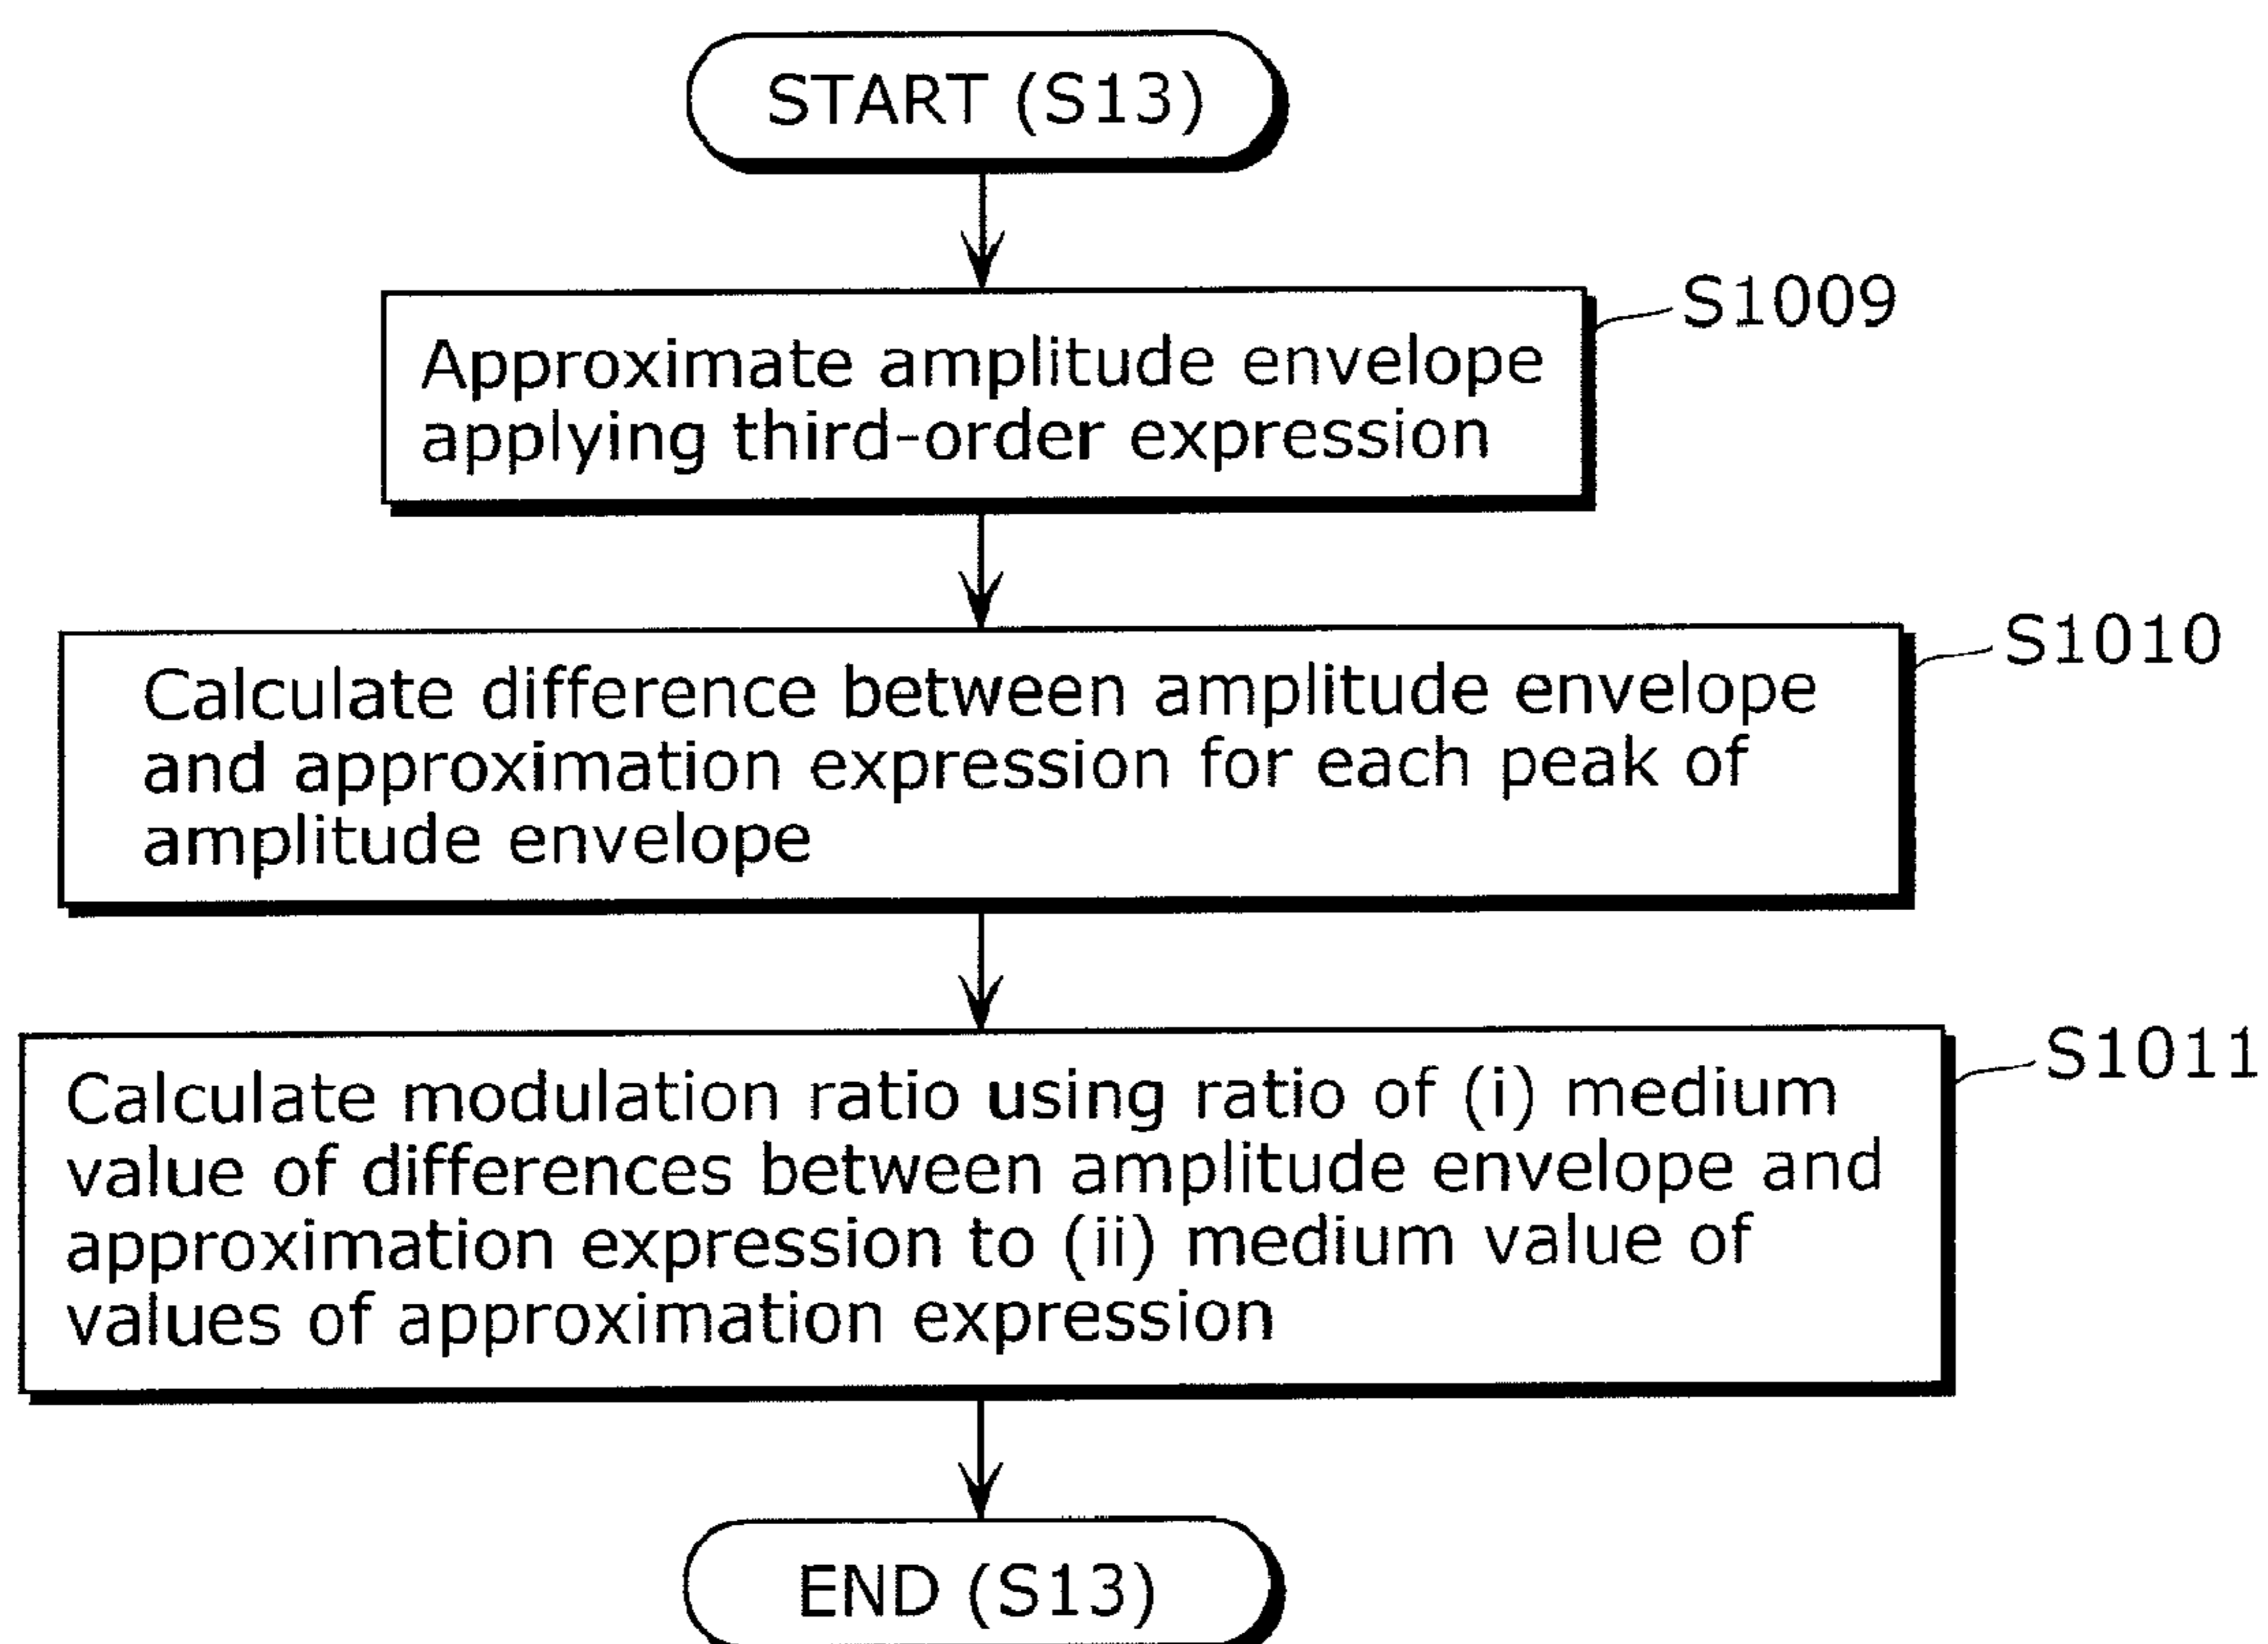 START (S13)
S1009
Approximate amplitude envelope
applying third-order expression
S1010
Calculate difference between amplitude envelope
and approximation expression for each peak of
amplitude envelope
S1011
Calculate modulation ratio using ratio of (i) medium
value of differences between amplitude envelope and
approximation expression to (ii) medium value of
values of approximation expression
END (S13)